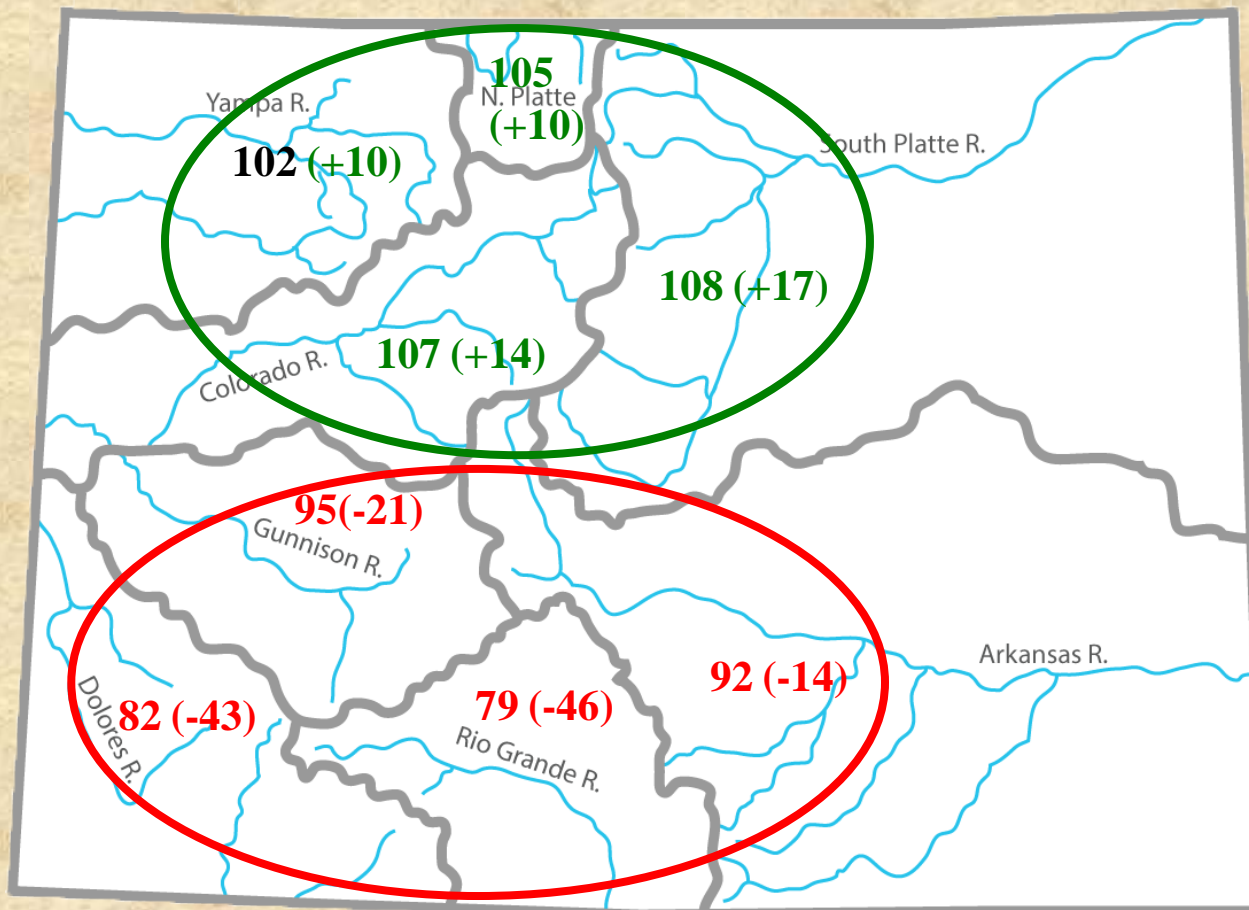 105
N. Platte
(+10)
Yampa R.
102 (+10)
South Platte R.
108 (+17)
107 (+14)
Colorado R.
95(-21)
Gunnison R.
Arkansas R.
92 (-14)
79 (-46)
82 (-43)
Dolores R.
Rio Grande R.